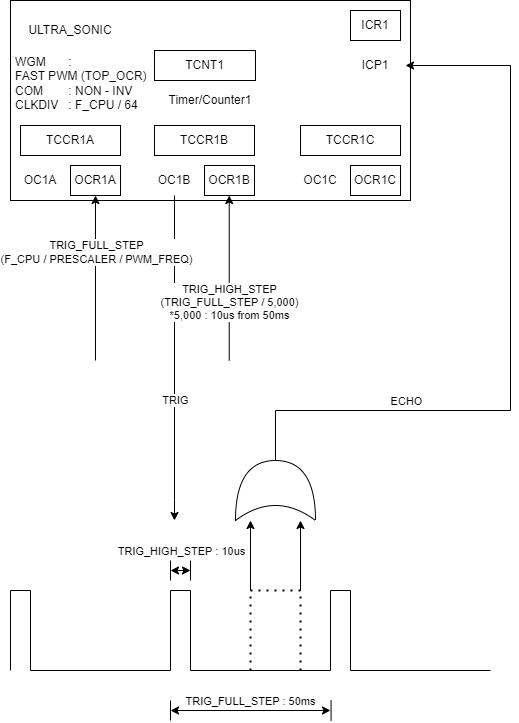 ULTRA_SONIC
ICR1
WGM :
FAST PWM (TOP_OCR)
COM : NON - INV
CLKDIV : F_CPU / 64
TCNT1
ICP1
Timer/Counter1
TCCR1A
TCCR1B
TCCR1C
OC1A
OCR1A
OC1B
OCR1B
OC1C
OCR1C
TRIG_FULL_STEP
(F_CPU / PRESCALER / PWM_FREQ)
TRIG_HIGH_STEP
(TRIG_FULL_STEP / 5,000)
*5,000 : 10us from 50ms
TRIG
ECHO
TRIG_HIGH_STEP : 10us
TRIG_FULL_STEP : 50ms